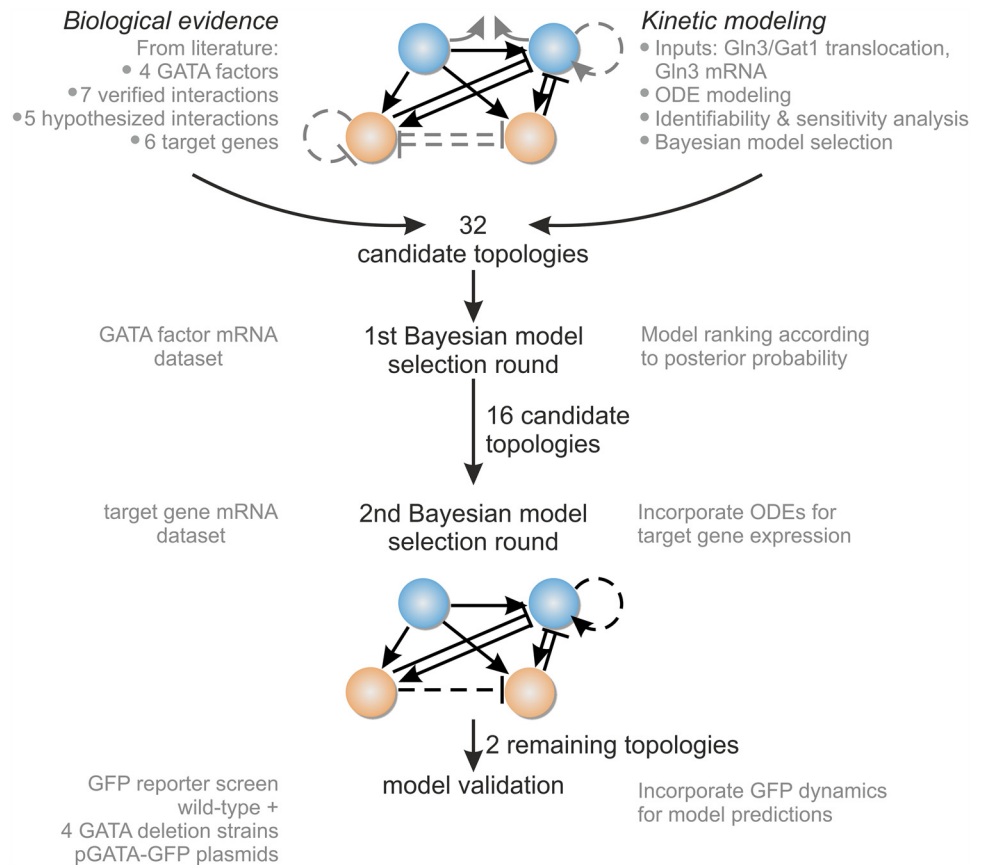 Biological evidence
From literature:
• 4 GATA factors
• 7 verified interactions
• 5 hypothesized interactions
• 6 target genes
Kinetic modeling
• Inputs: Gln3/Gat1 translocation,
Gln3 mRNA
• ODE modeling
• Identifiability & sensitivity analysis
• Bayesian model selection
32
candidate topologies
GATA factor mRNA
dataset
1st Bayesian model
selection round
Model ranking according
to posterior probability
16 candidate
topologies
target gene mRNA
dataset
2nd Bayesian model
selection round
Incorporate ODEs for
target gene expression
2 remaining topologies
model validation
GFP reporter screen
wild-type +
4 GATA deletion strains
pGATA-GFP plasmids
Incorporate GFP dynamics
for model predictions